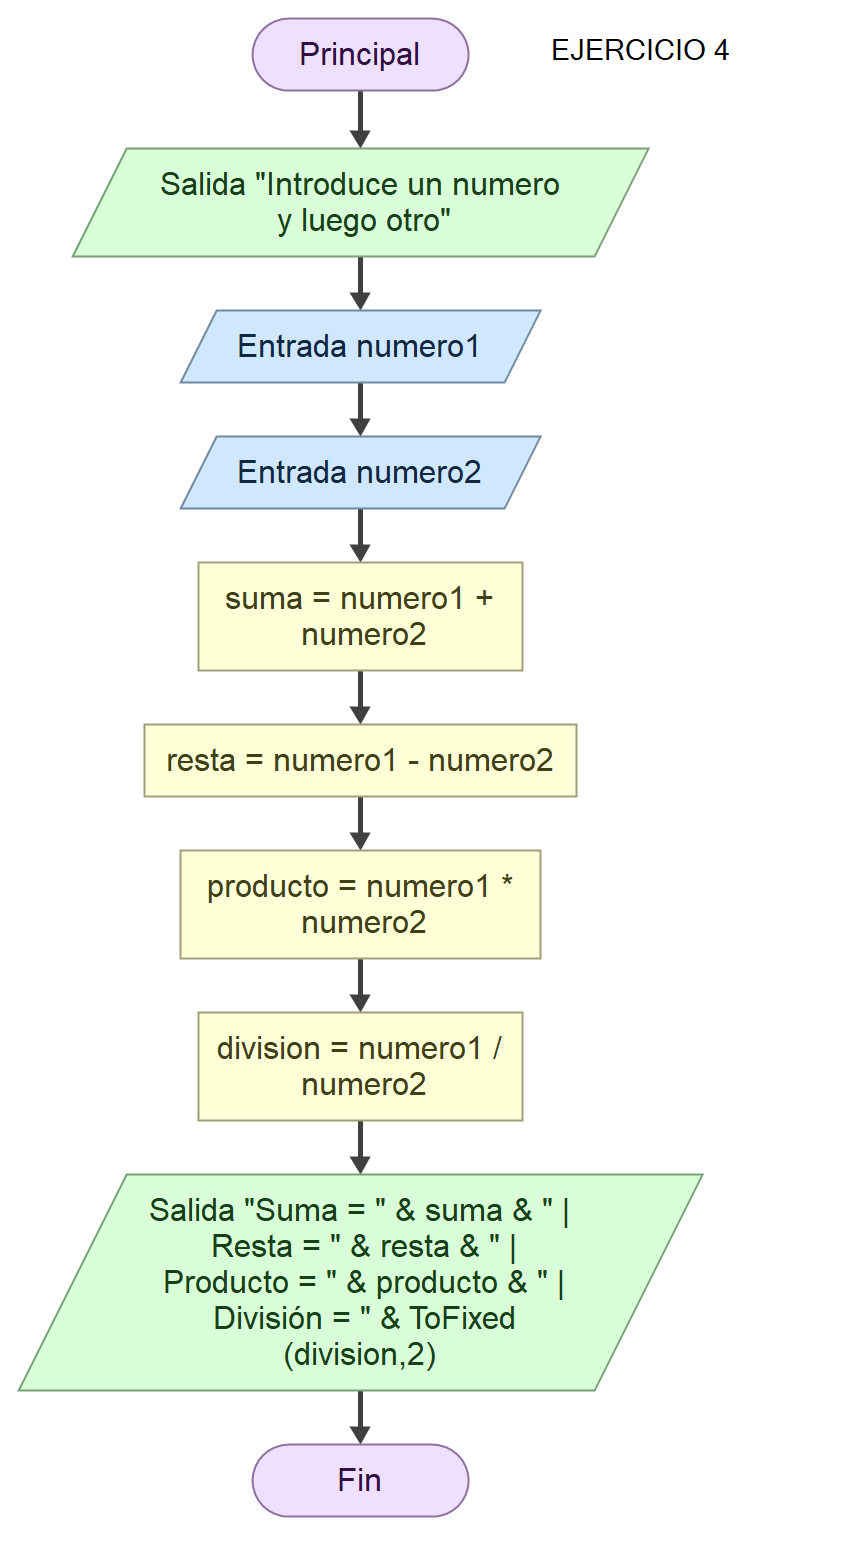 Principal
EJERCICIO 4
Salida "Introduce un numero
y luego otro"
Entrada numero1
Entrada numero2
suma = numero1 +
numero2
resta = numero1 - numero2
producto = numero1 *
numero2
division = numero1 /
numero2
Salida "Suma = " & suma & " |
Resta = " & resta & " |
Producto = " & producto & " |
División = " & ToFixed
(division,2)
Fin